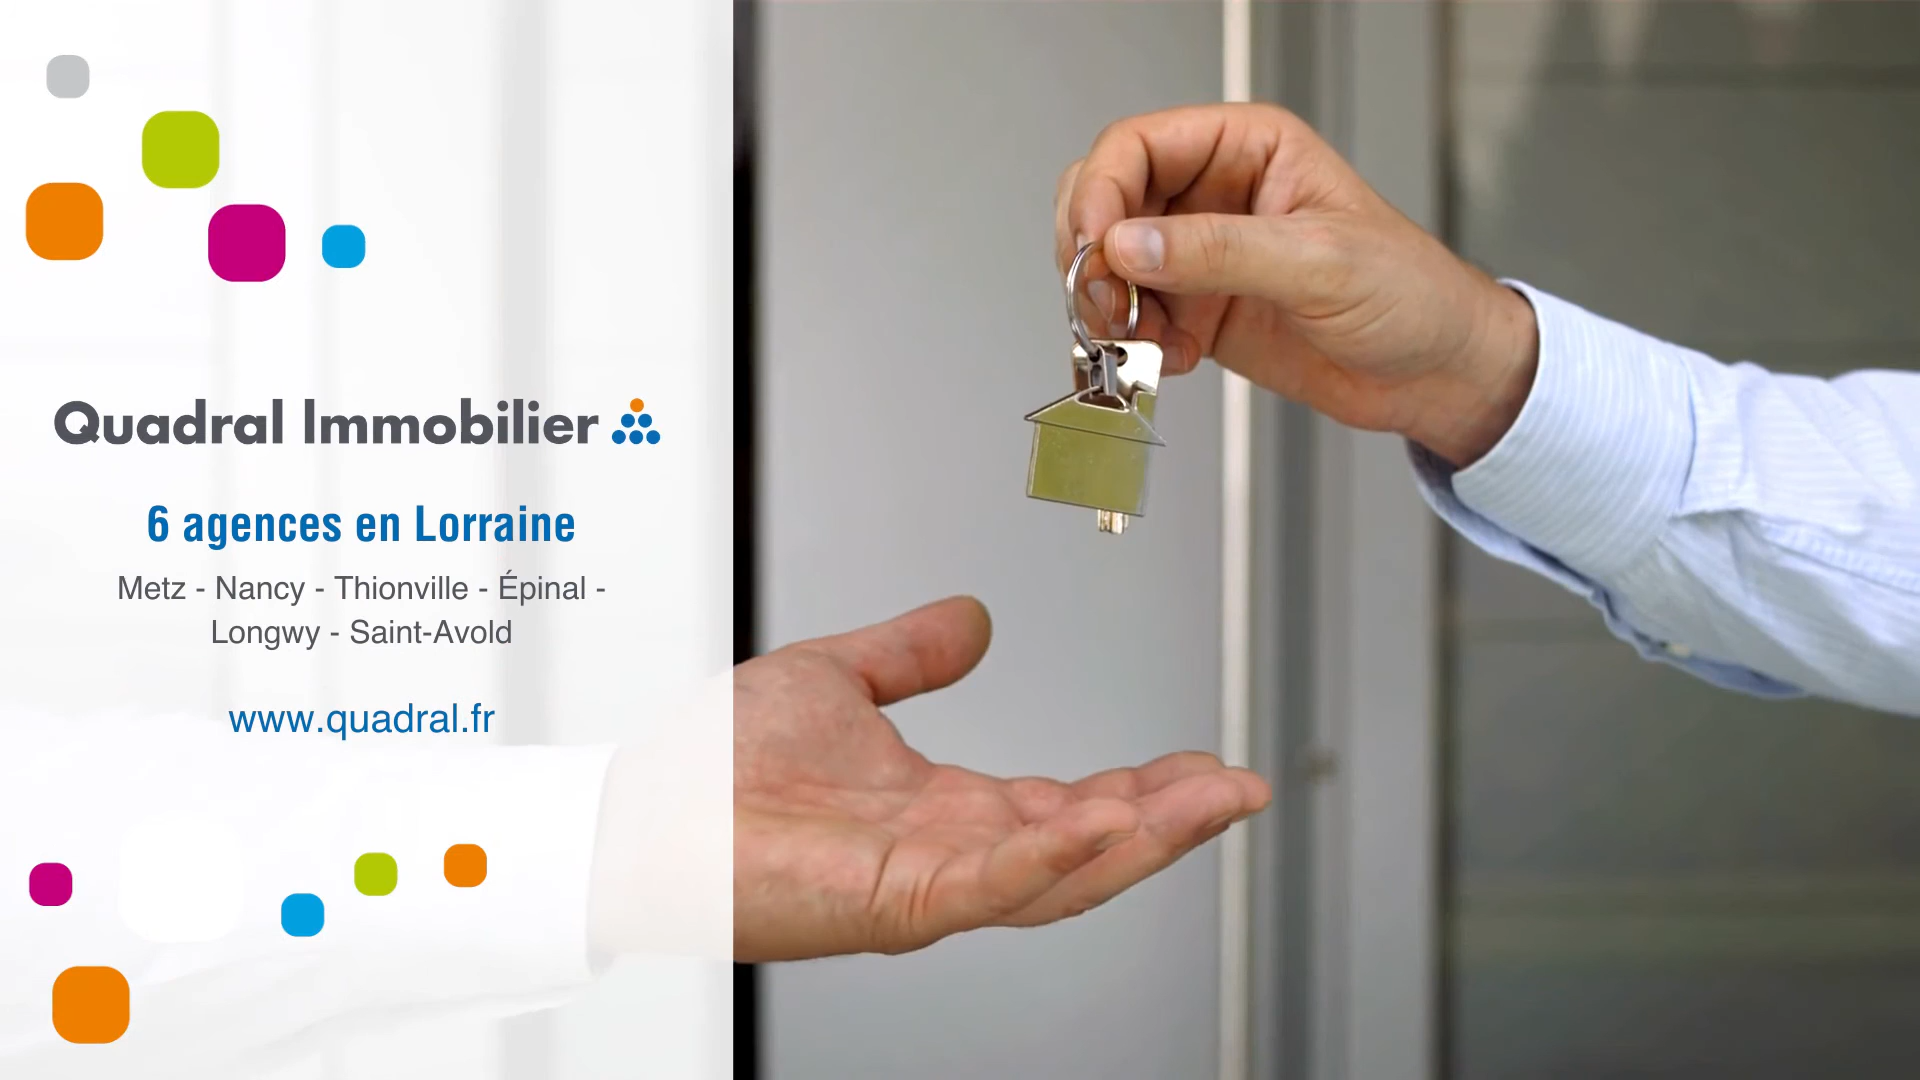 Quadral Immobilier
6 agences en Lorraine
Metz - Nancy - Thionville - Épinal -
Longwy - Saint-Avold
www.quadral.fr